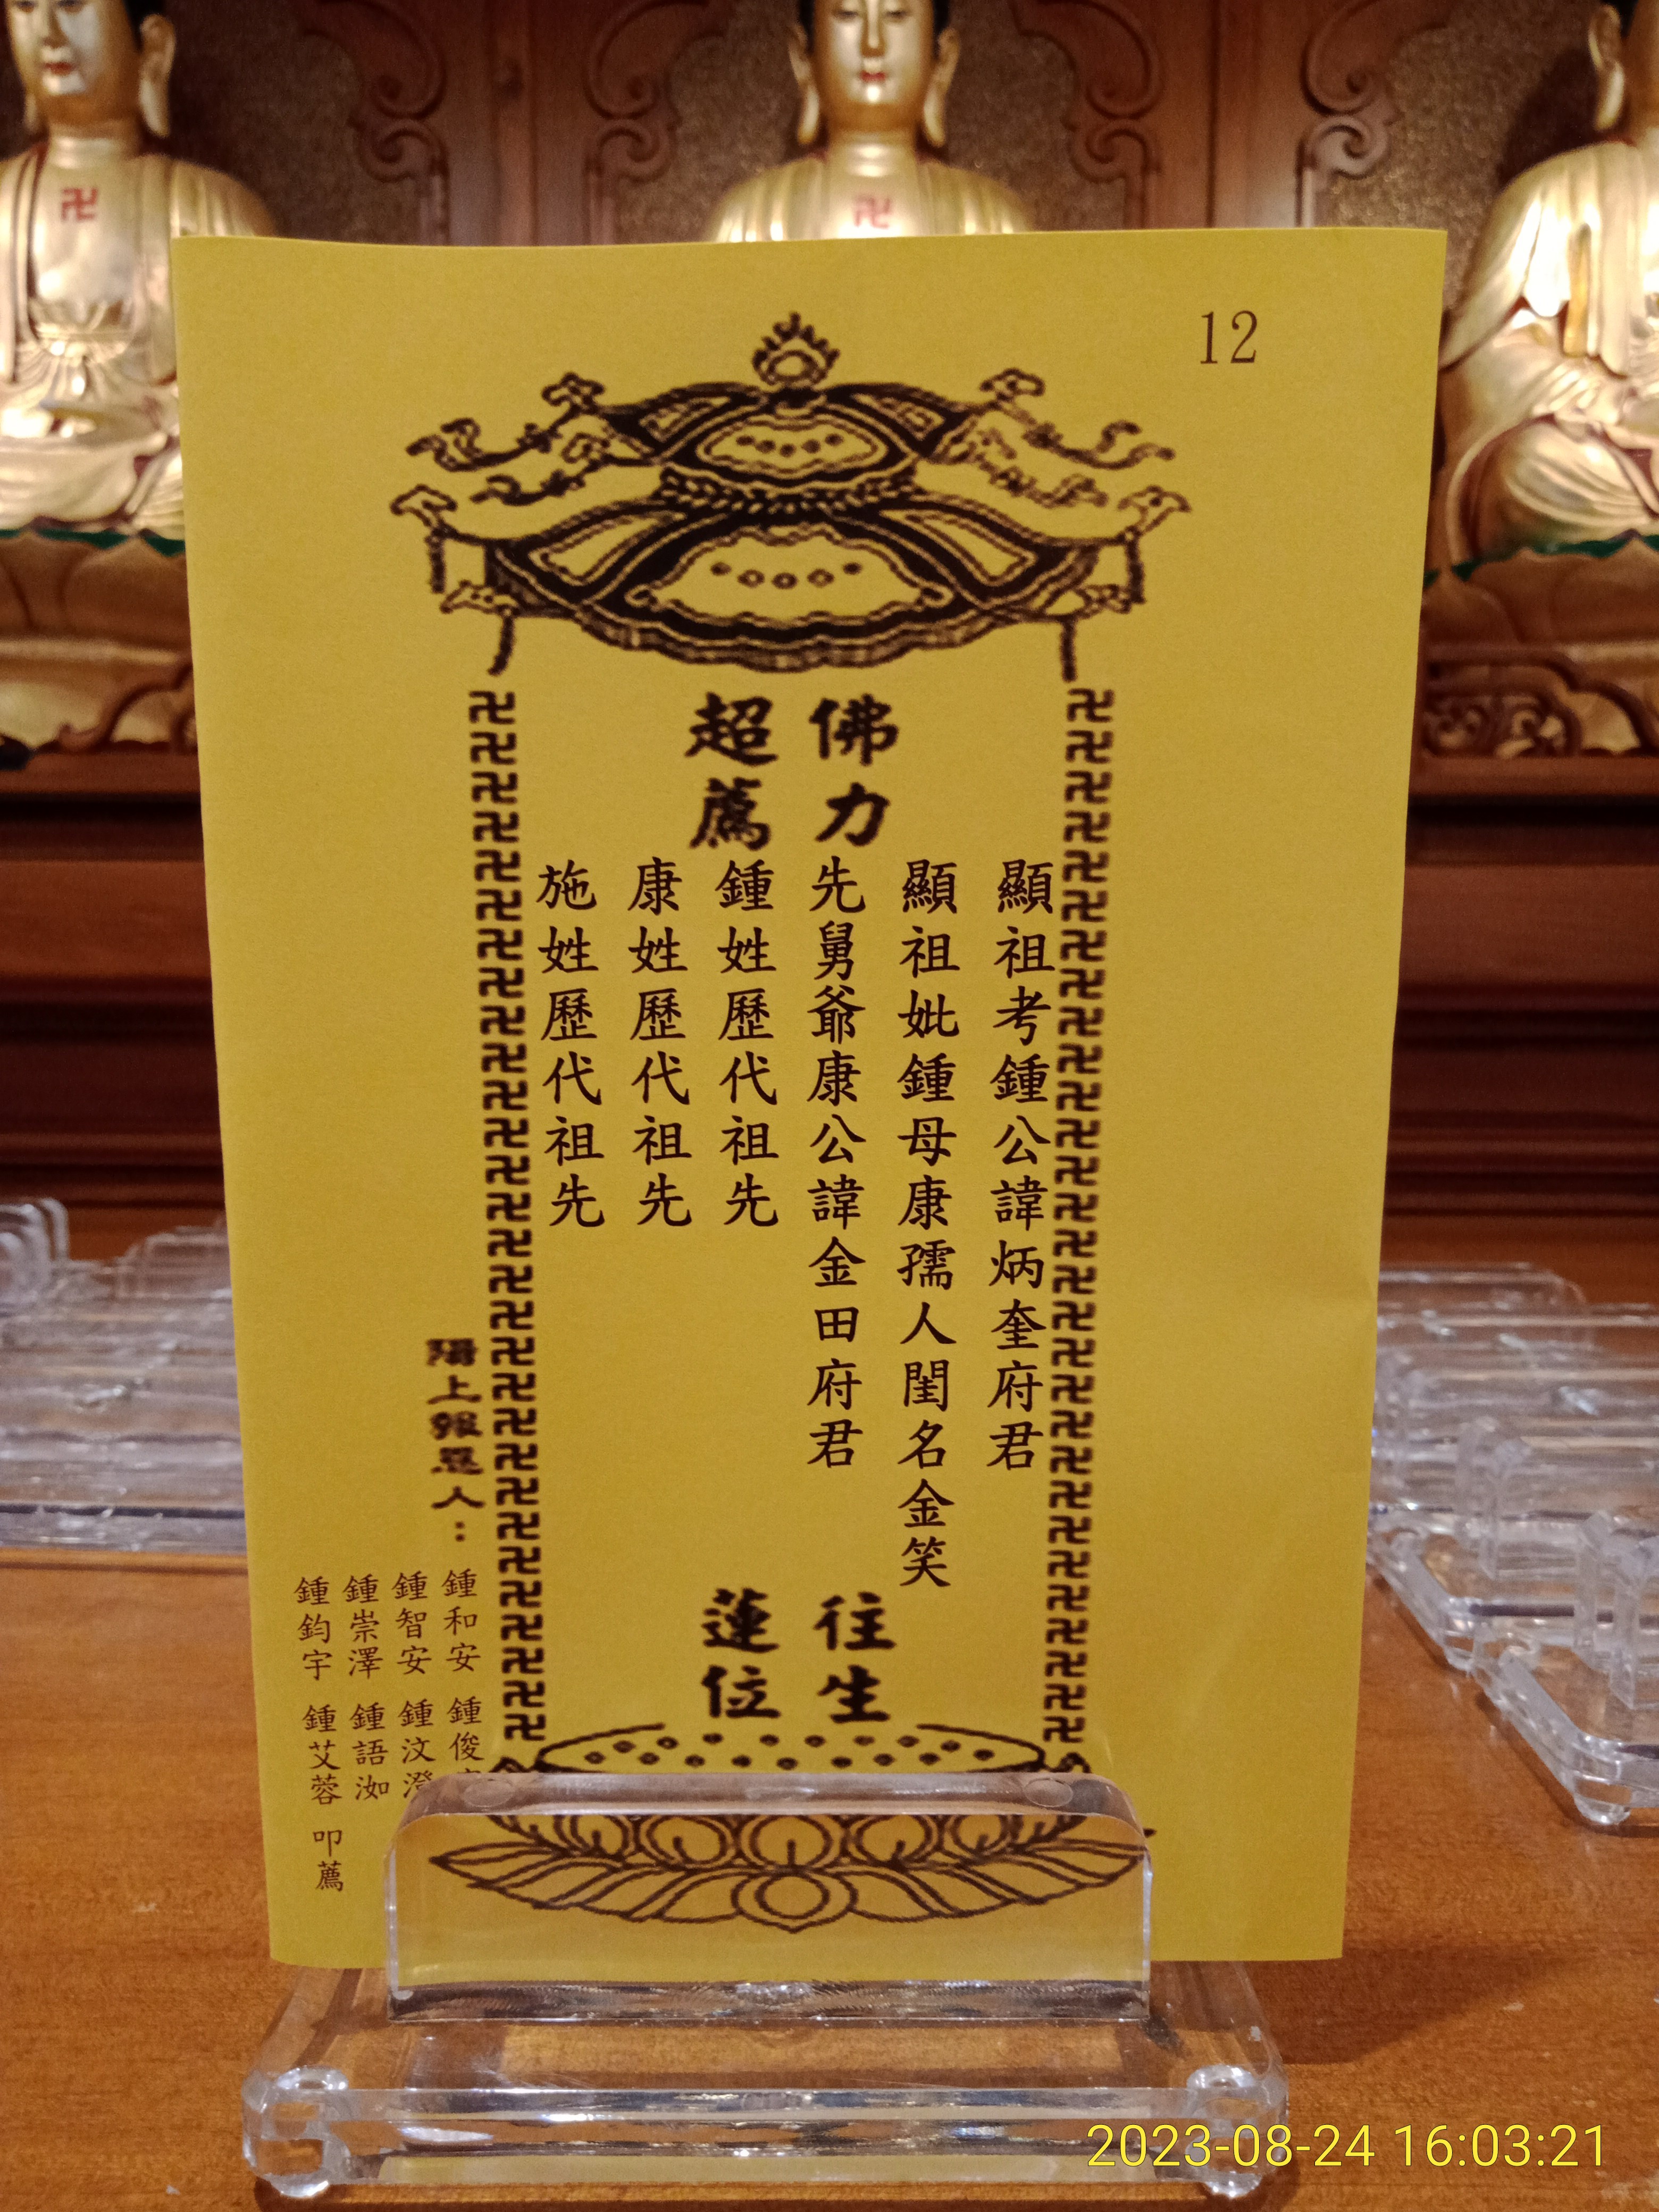 12
佛力
超薦
顯祖考鍾公諱炳奎府君
顯祖妣鍾母康孺人閨名金笑
先舅爺康公諱金田府君
鍾姓歷代祖先
康姓歷代祖先
施姓歷代祖先
往生
蓮位
陽上報恩人：
鍾和安 鍾俊
鍾智安 鍾汶澄
鍾崇澤 鍾語洳
鍾鈞宇 鍾艾蓉 叩薦
2023-08-24 16:03:21